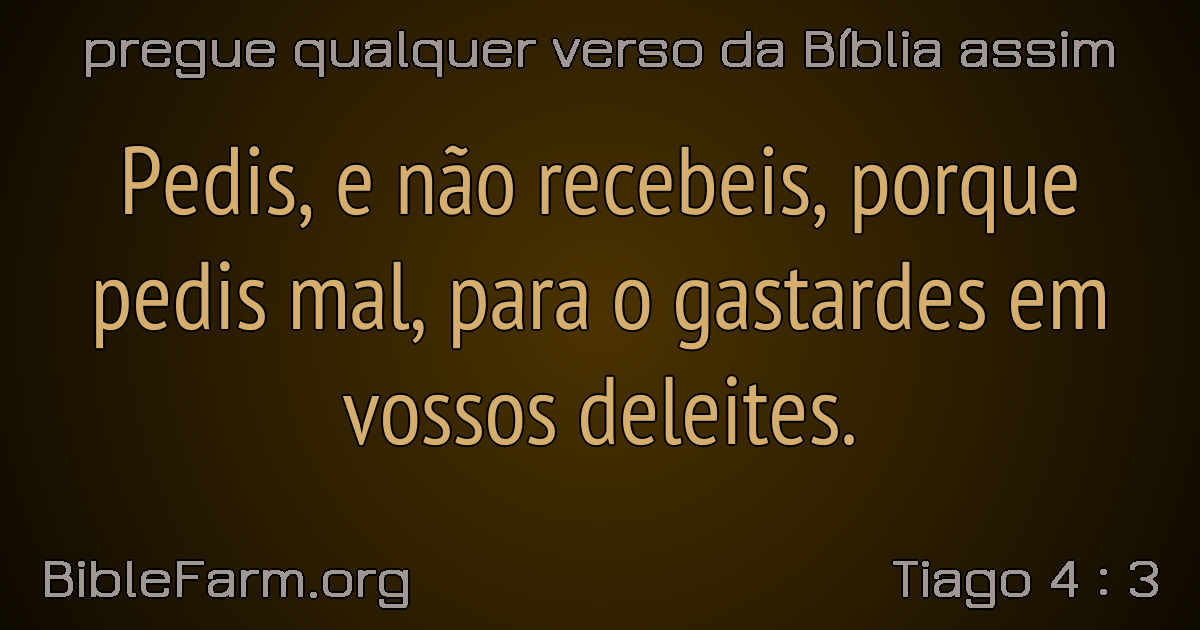 pregue qualquer verso da Bíblia assim
Pedis, e não recebeis, porque
pedis mal, para o gastardes em
vossos deleites.
BibleFarm.org
Tiago 4 : 3